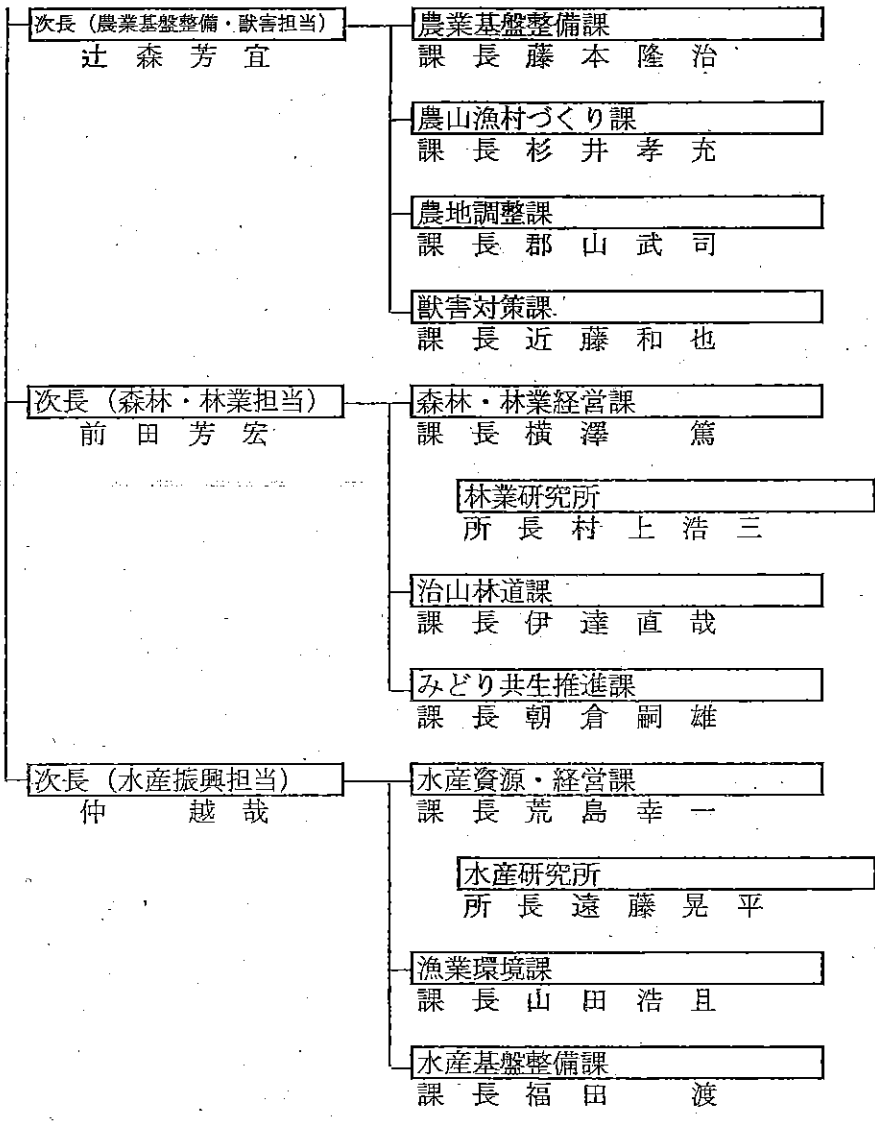 次長（農業基盤整備・獣害担当）
辻森芳宜
農業基盤整備課
課長藤本隆治
農山漁村づくり課
課長杉井孝充
農地調整課
課長郡山武司
獣害対策課
課長近藤和也
次長（森林・林業担当）
前田芳宏
森林・林業経営課
課長横澤篤
林業研究所
所長村上浩三
治山林道課
課長伊達直哉
みどり共生推進課
課長朝倉嗣雄
次長（水産振興担当）
仲越哉
水産資源・経営課
課長荒島幸一
水産研究所
所長遠藤晃平
漁業環境課
課長山田浩且
水産基盤整備課
課長福田渡